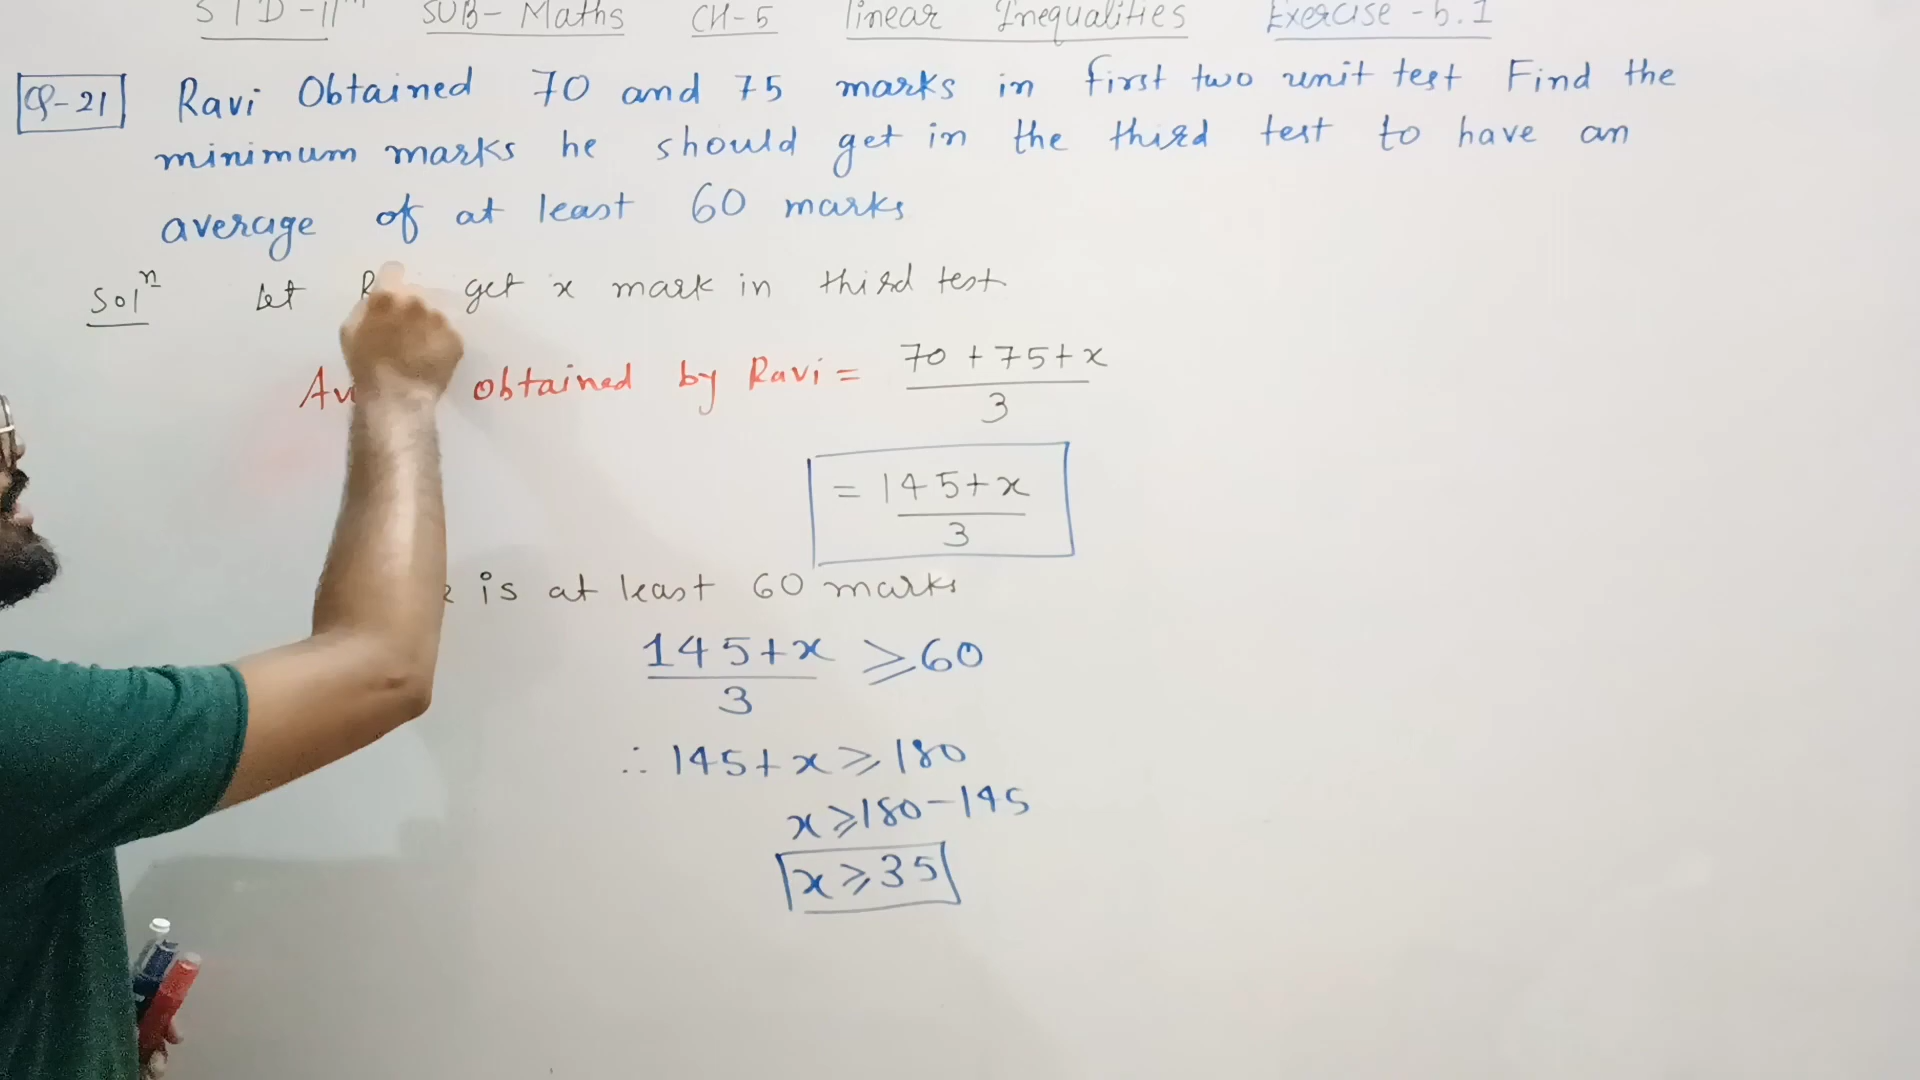 STD-11th SUB-Maths CH-5 linear Inequalities Exercise-5.1
Q-21 Ravi Obtained 70 and 75 marks in first two unit test Find the
minimum marks he should get in the third test to have an
average of at least 60 marks
Solⁿ Let get x mark in third test
obtained by Ravi = 70+75+x
3
= 145+x
3
is at least 60 marks
145+x ≥60
3
∴ 145+x≥180
x≥180-145
x≥35